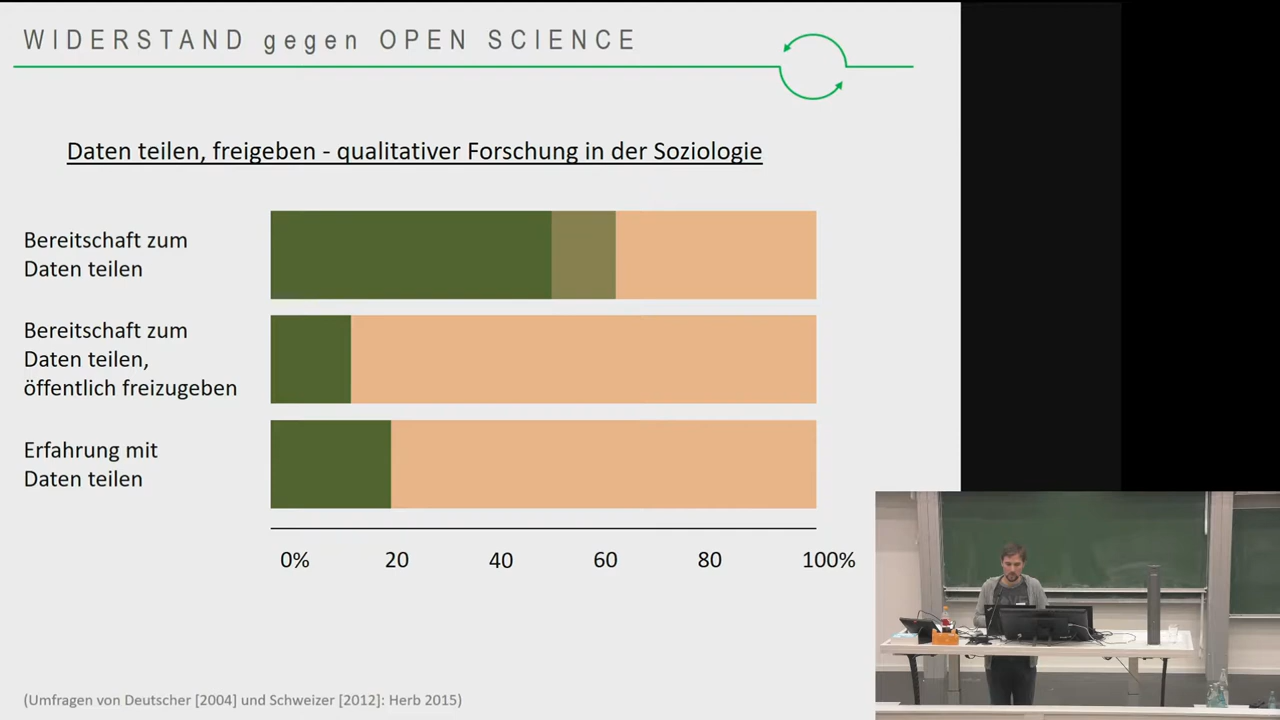 WIDERSTAND gegen OPEN SCIENCE
Daten teilen, freigeben - qualitativer Forschung in der Soziologie
Bereitschaft zum
Daten teilen
Bereitschaft zum
Daten teilen,
öffentlich freizugeben
Erfahrung mit
Daten teilen
0% 20 40 60 80 100%
(Umfragen von Deutscher [2004] und Schweizer [2012]: Herb 2015)